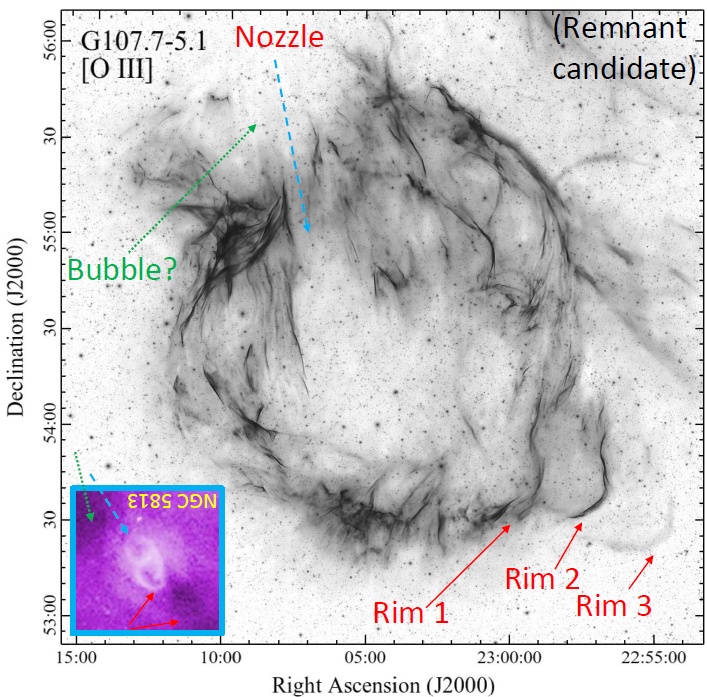 G107.7-5.1
[O III]
Nozzle
(Remnant
candidate)
Bubble?
NGC 5813
Rim 1
Rim 2
Rim 3
Declination (J2000)
56:00
30
55:00
30
54:00
30
53:00
15:00
10:00
05:00
23:00:00
22:55:00
Right Ascension (J2000)